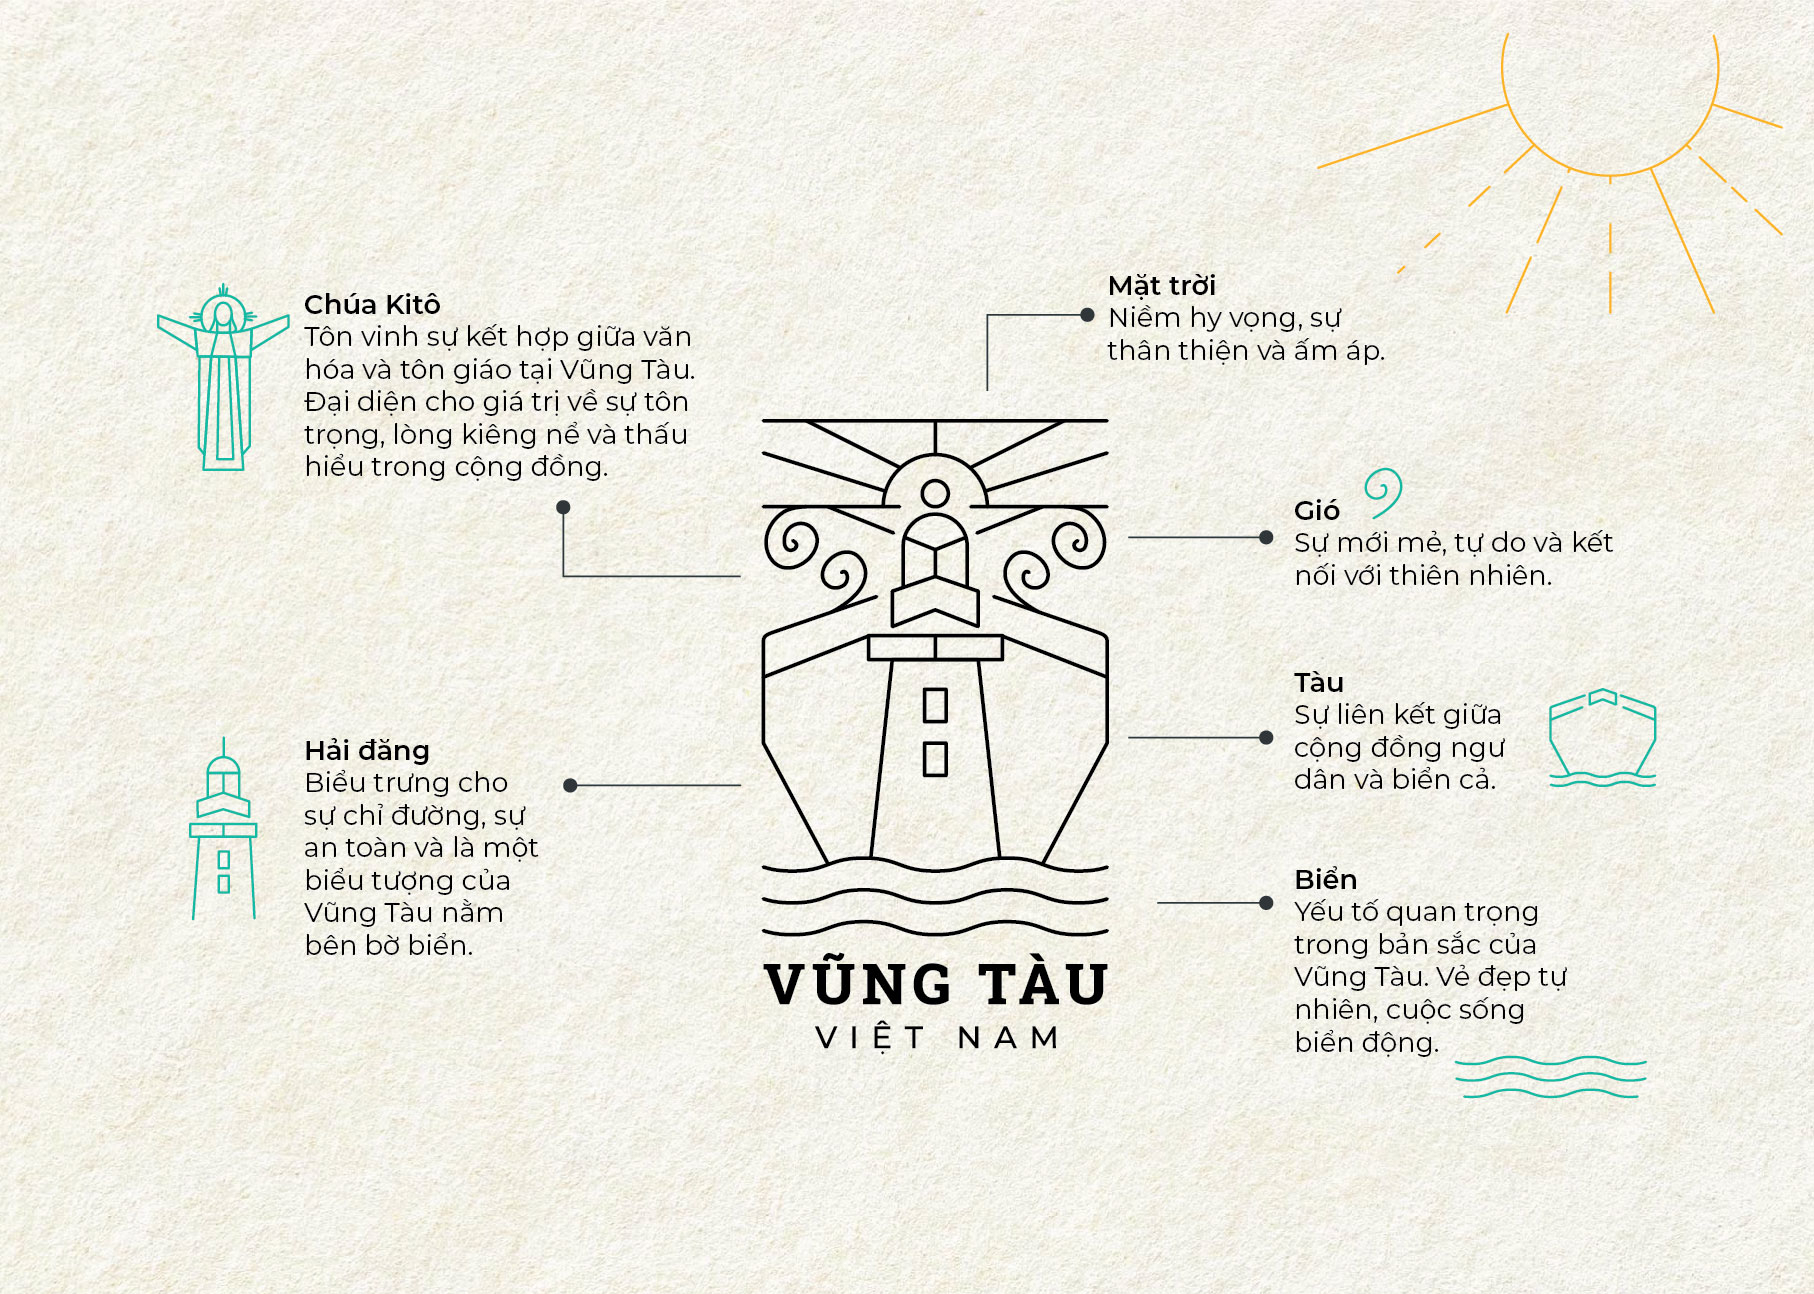 Chúa Kitô
Tôn vinh sự kết hợp giữa văn
hóa và tôn giáo tại Vũng Tàu.
Đại diện cho giá trị về sự tôn
trọng, lòng kiêng nể và thấu
hiểu trong cộng đồng.
Hải đăng
Biểu trưng cho
sự chỉ đường, sự
an toàn và là một
biểu tượng của
Vũng Tàu nằm
bên bờ biển.
VŨNG TÀU
VIỆT NAM
Mặt trời
Niềm hy vọng, sự
thân thiện và ấm áp.
Gió
Sự mới mẻ, tự do và kết
nối với thiên nhiên.
Tàu
Sự liên kết giữa
cộng đồng ngư
dân và biển cả.
Biển
Yếu tố quan trọng
trong bản sắc của
Vũng Tàu. Vẻ đẹp tự
nhiên, cuộc sống
biển động.